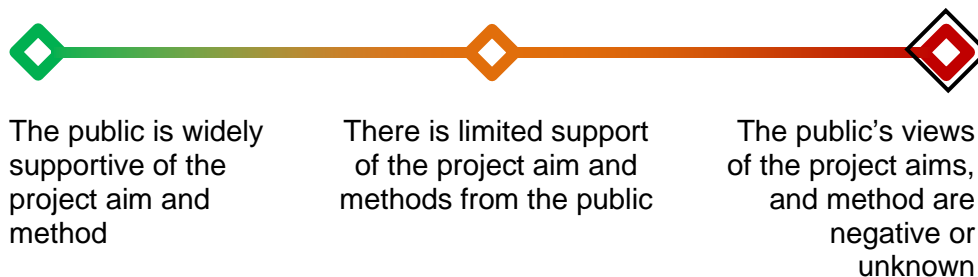 The public is widely
supportive of the
project aim and
method
There is limited support
of the project aim and
methods from the public
The public’s views
of the project aims,
and method are
negative or
unknown